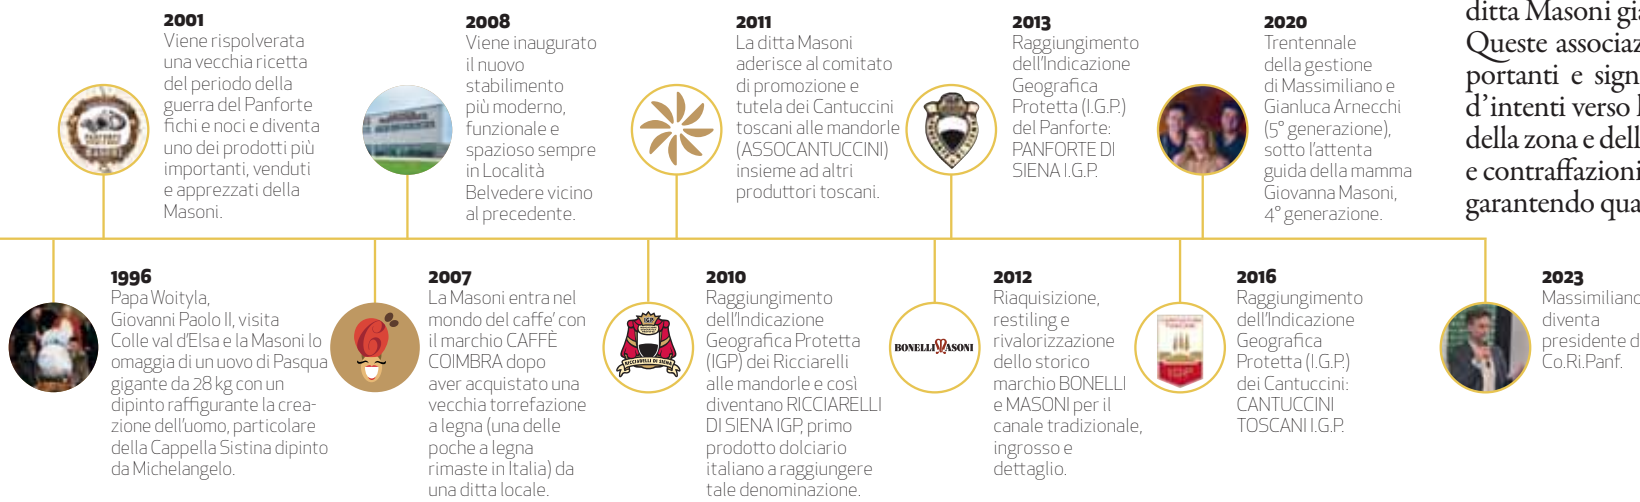 2001
Viene rispolverata
una vecchia ricetta
del periodo della
guerra del Panforte
fichi e noci e diventa
uno dei prodotti più
importanti, venduti
e apprezzati della
Masoni.
2008
Viene inaugurato
il nuovo
stabilimento
più moderno,
funzionale e
spazioso sempre
in Località
Belvedere vicino
al precedente.
2011
La ditta Masoni
aderisce al comitato
di promozione e
tutela dei Cantuccini
toscani alle mandorle
(ASSOCANTUCCINI)
insieme ad altri
produttori toscani.
2013
Raggiungimento
dell'Indicazione
Geografica
Protetta (I.G.P.)
del Panforte:
PANFORTE DI
SIENA I.G.P.
2020
Trentennale
della gestione
di Massimiliano e
Gianluca Arnecchi
(5° generazione),
sotto l'attenta
guida della mamma
Giovanna Masoni,
4° generazione.
ditta Masoni
Queste
portanti e
d'intenti verso
della zona e
e contraffazioni
garantendo
1996
Papa Woityla,
Giovanni Paolo II, visita
Colle val d'Elsa e la Masoni lo
omaggia di un uovo di Pasqua
gigante da 28 kg con un
dipinto raffigurante la crea-
zione dell'uomo, particolare
della Cappella Sistina dipinto
da Michelangelo.
2007
La Masoni entra nel
mondo del caffe' con
il marchio CAFFÈ
COIMBRA dopo
aver acquistato una
vecchia torrefazione
a legna (una delle
poche a legna
rimaste in Italia) da
una ditta locale.
IGP
RICCIARELLI DI SIENA
2010
Raggiungimento
dell'Indicazione
Geografica Protetta
(IGP) dei Ricciarelli
alle mandorle e così
diventano RICCIARELLI
DI SIENA IGP, primo
prodotto dolciario
italiano a raggiungere
tale denominazione.
BONELLI MASONI
2012
Riaquisizione,
restiling e
rivalorizzazione
dello storico
marchio BONELLI
e MASONI per il
canale tradizionale,
ingrosso e
dettaglio.
IGP
2016
Raggiungimento
dell'Indicazione
Geografica
Protetta (I.G.P.)
dei Cantuccini:
CANTUCCINI
TOSCANI I.G.P.
2023
Massimiliano
diventa
presidente
Co.Ri.Panf.